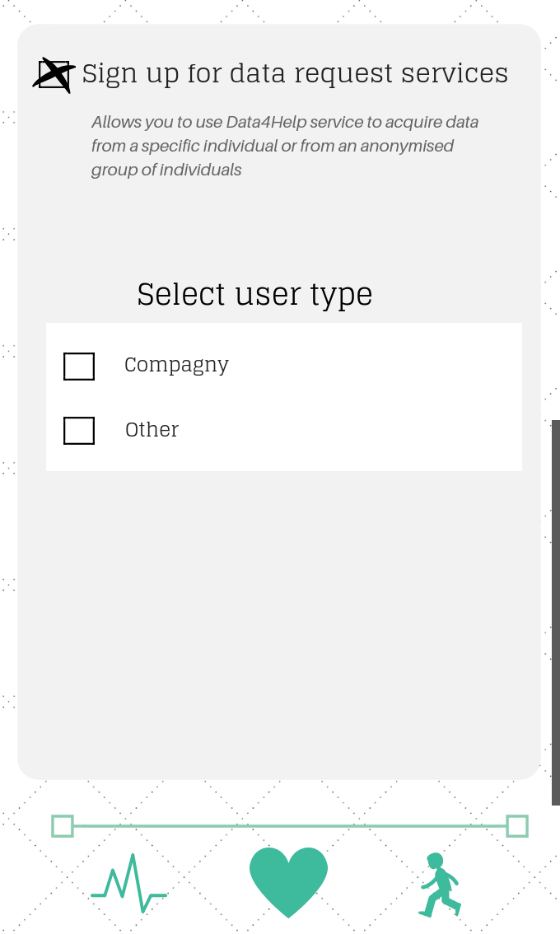 Sign up for data request services
Allows you to use Data4Help service to acquire data
from a specific individual or from an anonymised
group of individuals
Select user type
Compagny
Other